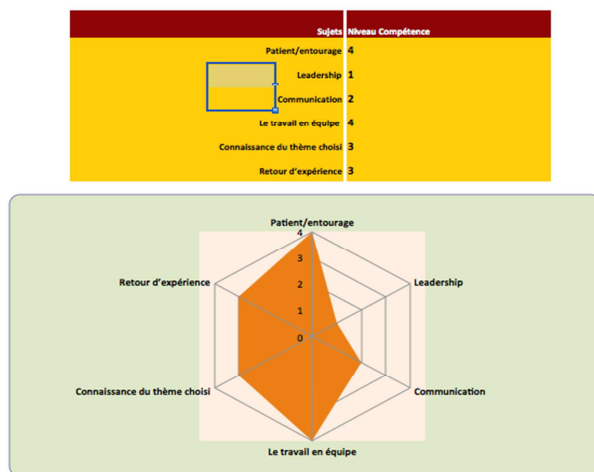 Sujets Niveau Compétence
Patient/entourage 4
Leadership 1
Communication 2
Le travail en équipe 4
Connaissance du thème choisi 3
Retour d'expérience 3
Patient/entourage
4
3
Retour d'expérience Leadership
2
1
0
Connaissance du thème choisi Communication
Le travail en équipe